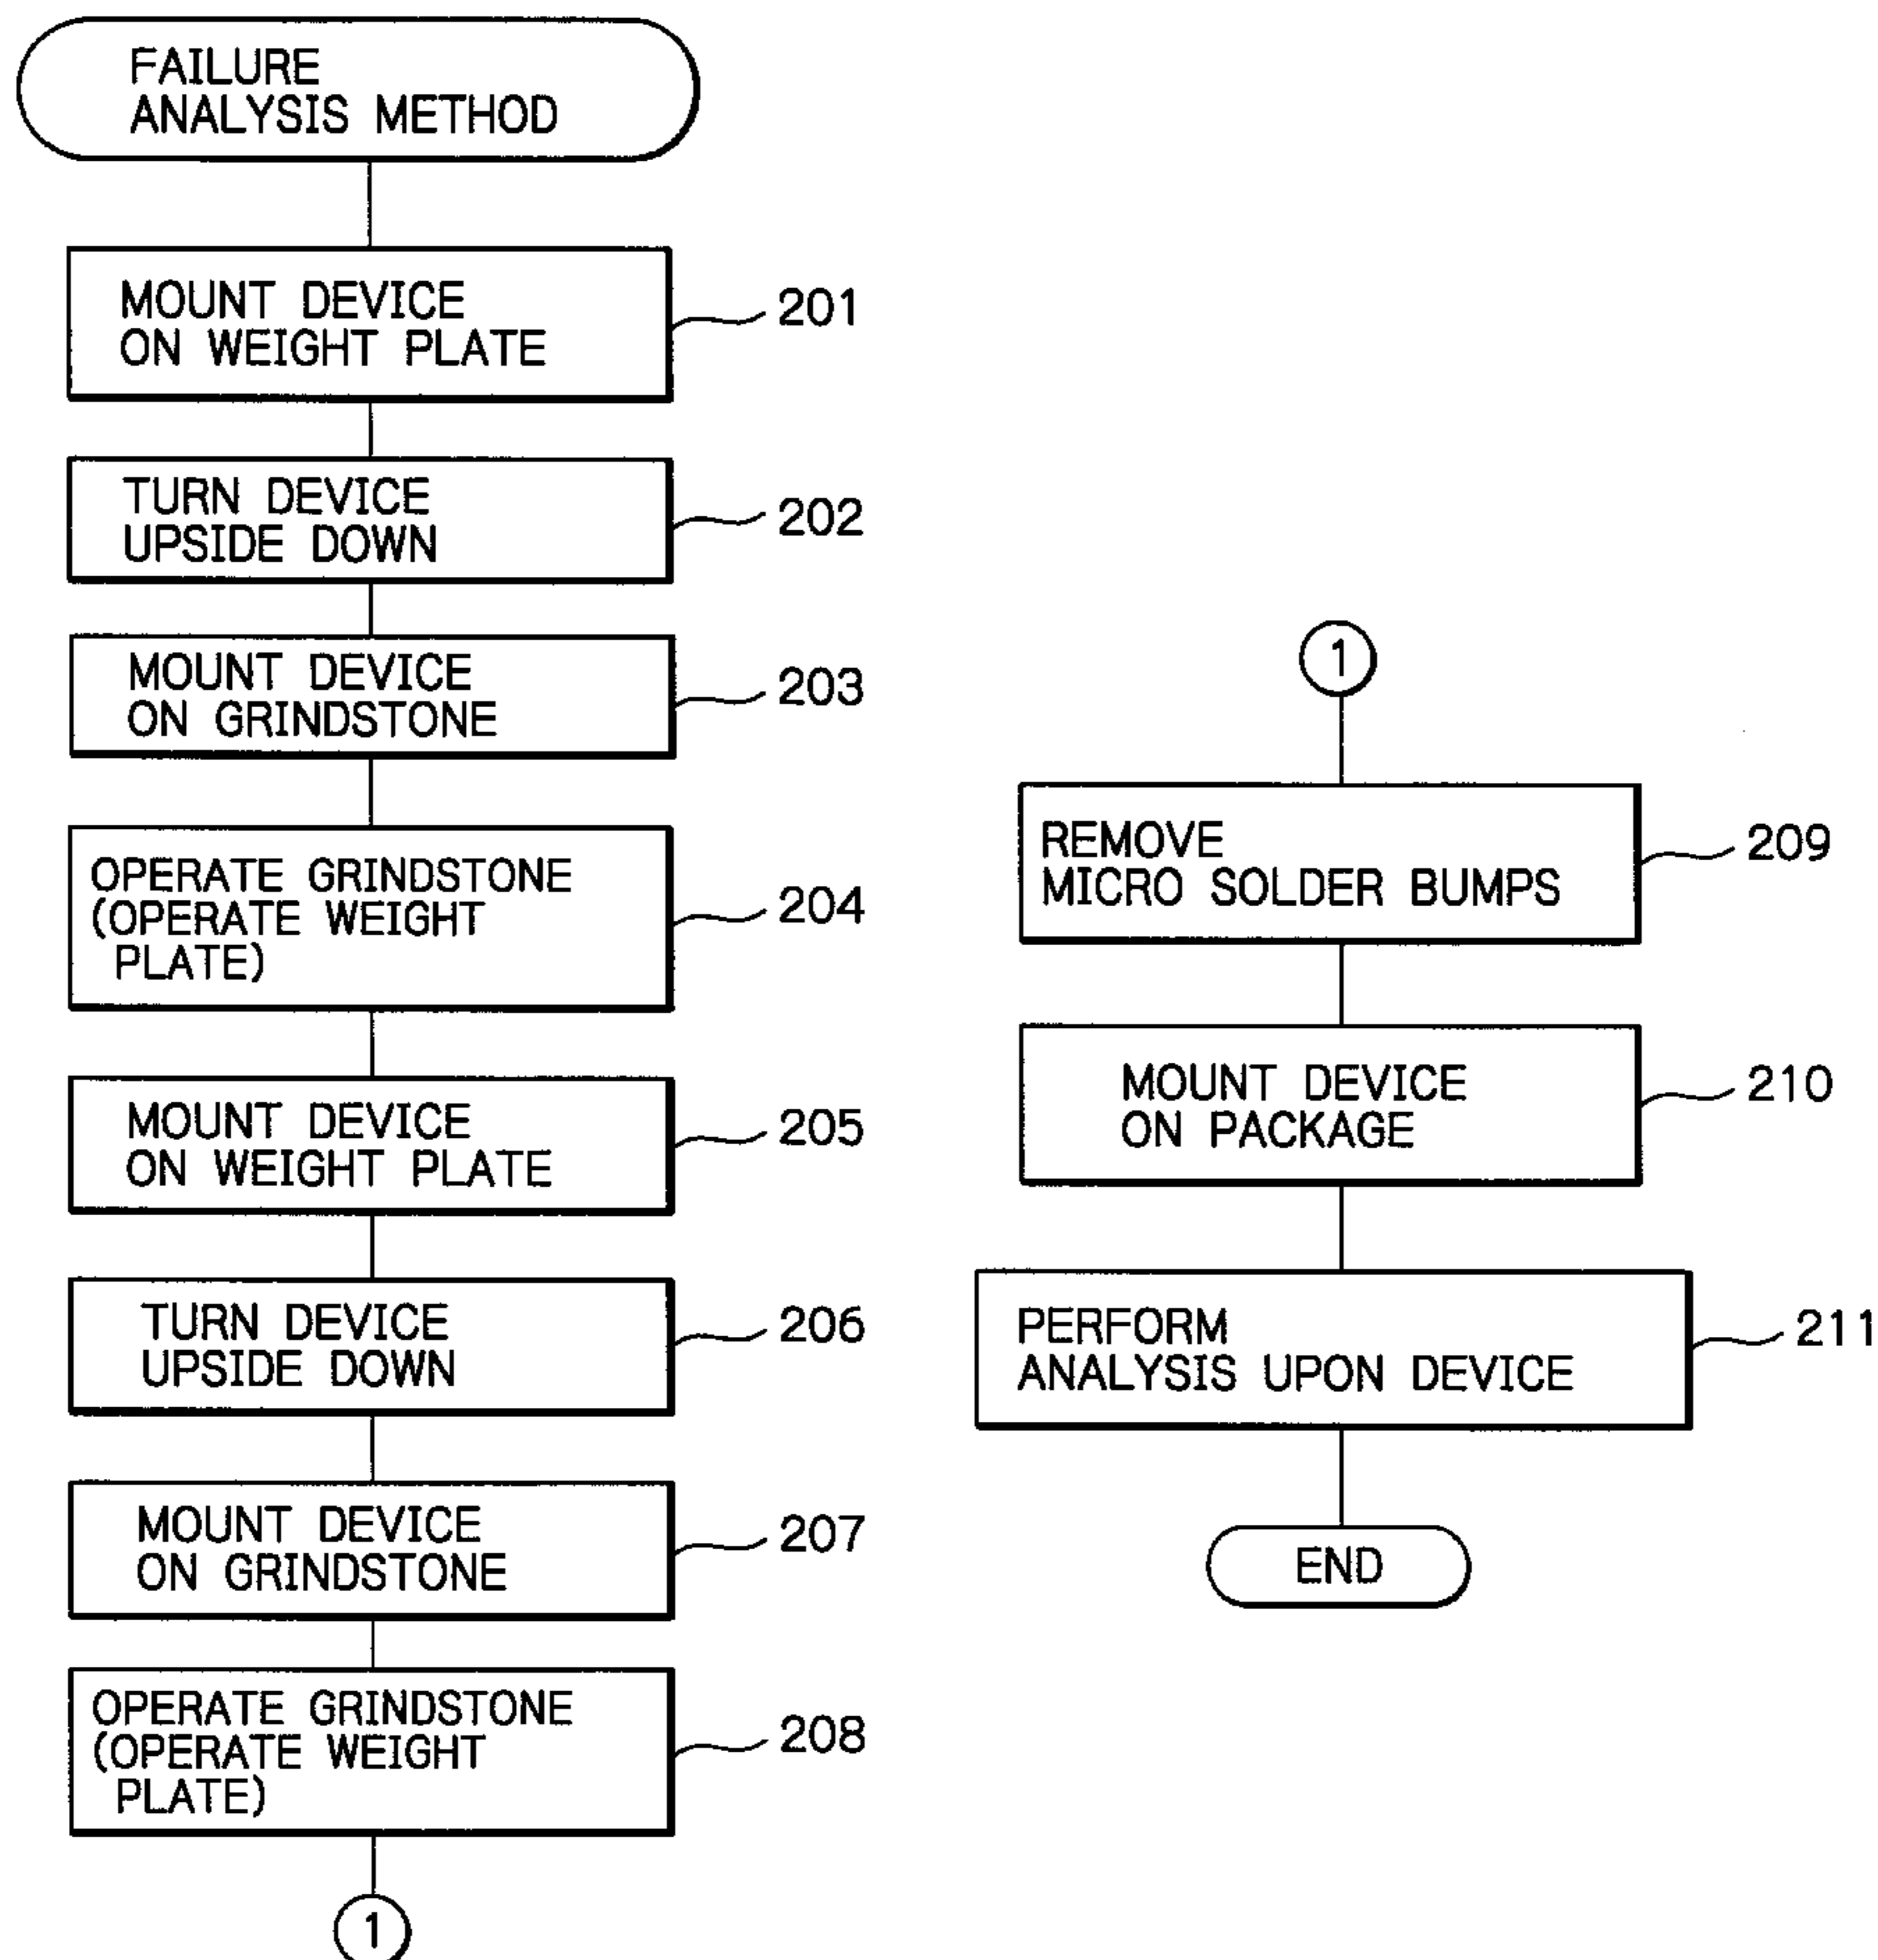 FAILURE
ANALYSIS METHOD
MOUNT DEVICE
ON WEIGHT PLATE
201
TURN DEVICE
UPSIDE DOWN
202
MOUNT DEVICE
ON GRINDSTONE
203
OPERATE GRINDSTONE
(OPERATE WEIGHT
PLATE)
204
MOUNT DEVICE
ON WEIGHT PLATE
205
TURN DEVICE
UPSIDE DOWN
206
MOUNT DEVICE
ON GRINDSTONE
207
OPERATE GRINDSTONE
(OPERATE WEIGHT
PLATE)
208
1
1
REMOVE
MICRO SOLDER BUMPS
209
MOUNT DEVICE
ON PACKAGE
210
PERFORM
ANALYSIS UPON DEVICE
211
END